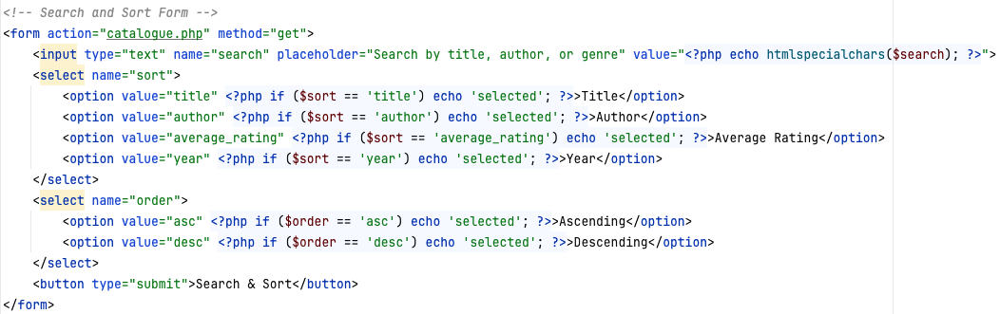 <!-- Search and Sort Form -->
<form action="catalogue.php" method="get">
    <input type="text" name="search" placeholder="Search by title, author, or genre" value="<?php echo htmlspecialchars($search); ?>">
    <select name="sort">
        <option value="title" <?php if ($sort == 'title') echo 'selected'; ?>>Title</option>
        <option value="author" <?php if ($sort == 'author') echo 'selected'; ?>>Author</option>
        <option value="average_rating" <?php if ($sort == 'average_rating') echo 'selected'; ?>>Average Rating</option>
        <option value="year" <?php if ($sort == 'year') echo 'selected'; ?>>Year</option>
    </select>
    <select name="order">
        <option value="asc" <?php if ($order == 'asc') echo 'selected'; ?>>Ascending</option>
        <option value="desc" <?php if ($order == 'desc') echo 'selected'; ?>>Descending</option>
    </select>
    <button type="submit">Search & Sort</button>
</form>